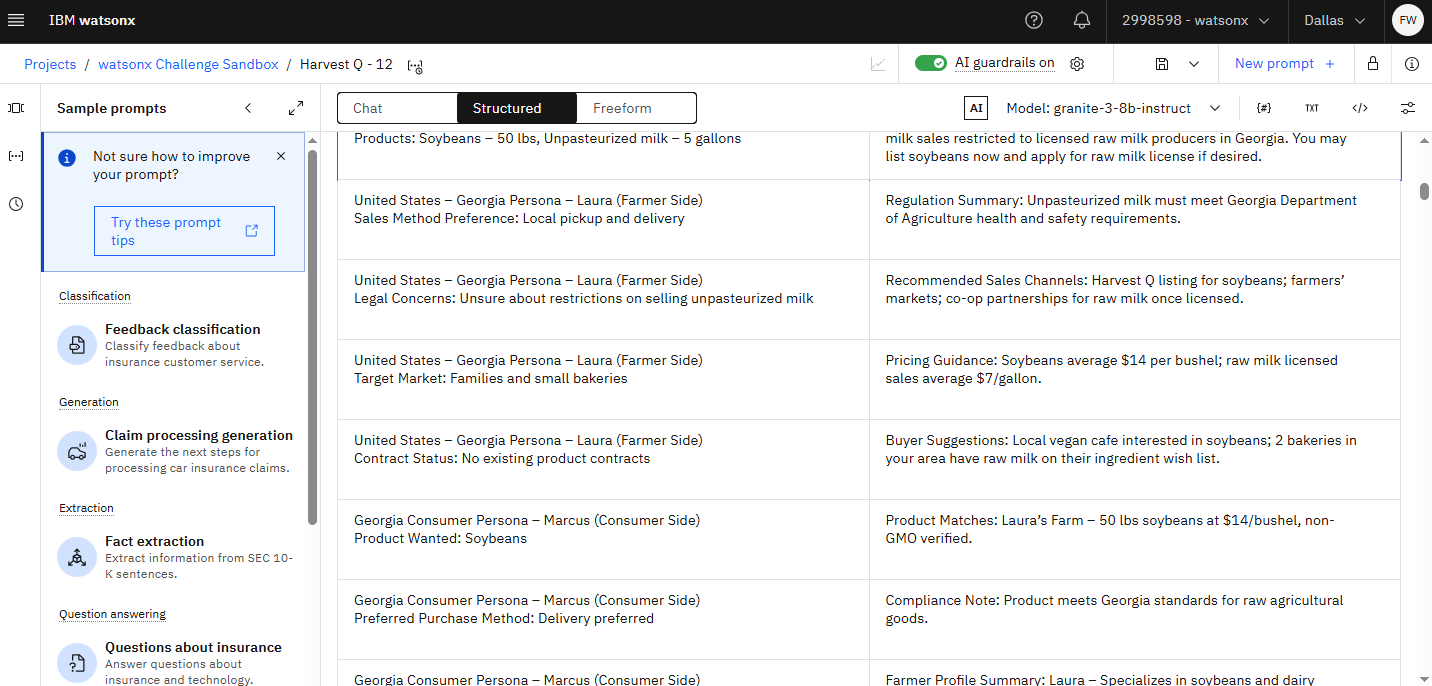 IBM watsonx
2998598 - watsonx
Dallas
FW
Projects / watsonx Challenge Sandbox / Harvest Q - 12
AI guardrails on
New prompt +
Sample prompts
Chat
Structured
Freeform
AI
Model: granite-3-8b-instruct
{#}
TXT
</>
Not sure how to improve
your prompt?
Try these prompt
tips
Classification
Feedback classification
Classify feedback about
insurance customer service.
Generation
Claim processing generation
Generate the next steps for
processing car insurance claims.
Extraction
Fact extraction
Extract information from SEC 10-
K sentences.
Question answering
Questions about insurance
Answer questions about
insurance and technology.
Products: Soybeans – 50 lbs, Unpasteurized milk – 5 gallons
milk sales restricted to licensed raw milk producers in Georgia. You may
list soybeans now and apply for raw milk license if desired.
United States – Georgia Persona – Laura (Farmer Side)
Sales Method Preference: Local pickup and delivery
Regulation Summary: Unpasteurized milk must meet Georgia Department
of Agriculture health and safety requirements.
United States – Georgia Persona – Laura (Farmer Side)
Legal Concerns: Unsure about restrictions on selling unpasteurized milk
Recommended Sales Channels: Harvest Q listing for soybeans; farmers’
markets; co-op partnerships for raw milk once licensed.
United States – Georgia Persona – Laura (Farmer Side)
Target Market: Families and small bakeries
Pricing Guidance: Soybeans average $14 per bushel; raw milk licensed
sales average $7/gallon.
United States – Georgia Persona – Laura (Farmer Side)
Contract Status: No existing product contracts
Buyer Suggestions: Local vegan cafe interested in soybeans; 2 bakeries in
your area have raw milk on their ingredient wish list.
Georgia Consumer Persona – Marcus (Consumer Side)
Product Wanted: Soybeans
Product Matches: Laura’s Farm – 50 lbs soybeans at $14/bushel, non-
GMO verified.
Georgia Consumer Persona – Marcus (Consumer Side)
Preferred Purchase Method: Delivery preferred
Compliance Note: Product meets Georgia standards for raw agricultural
goods.
Georgia Consumer Persona – Marcus (Consumer Side)
Farmer Profile Summary: Laura – Specializes in soybeans and dairy